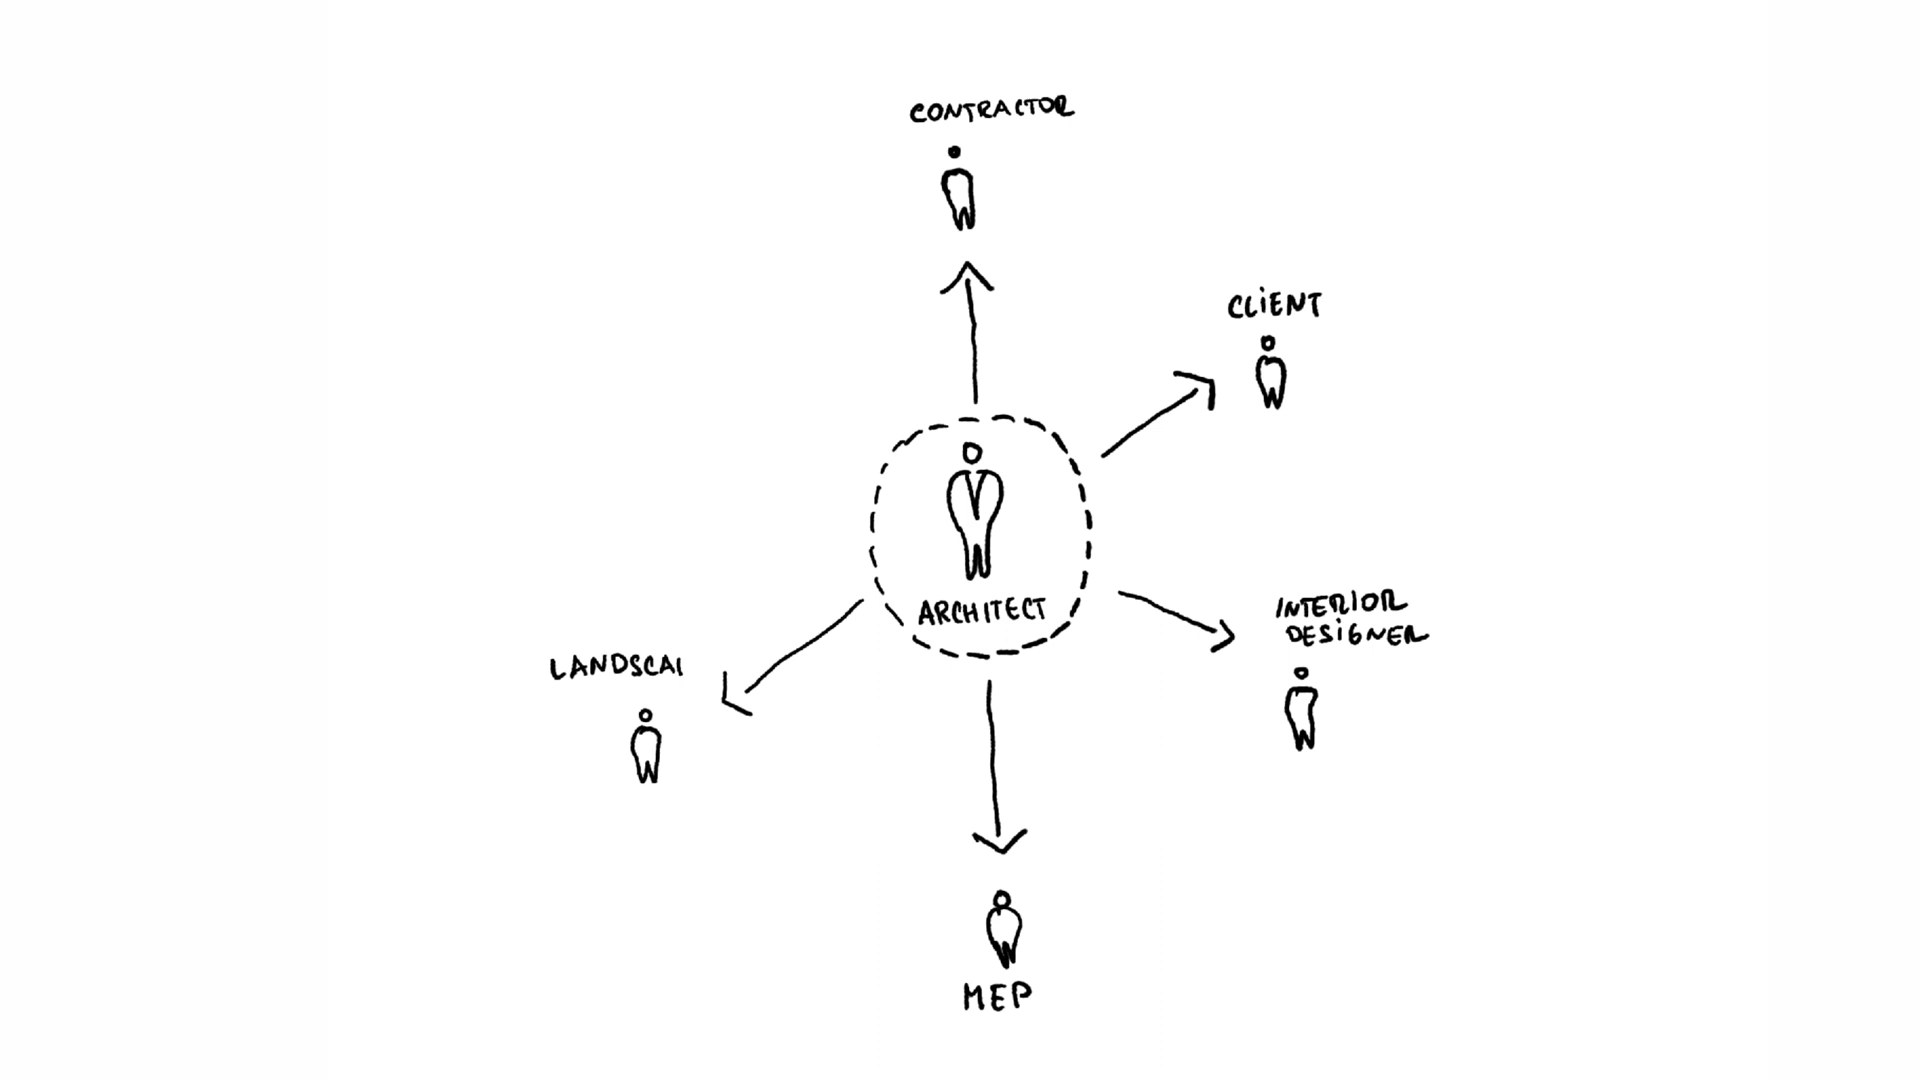 CONTRACTOR
CLIENT
ARCHITECT
INTERIOR
DESIGNER
LANDSCAI
MEP